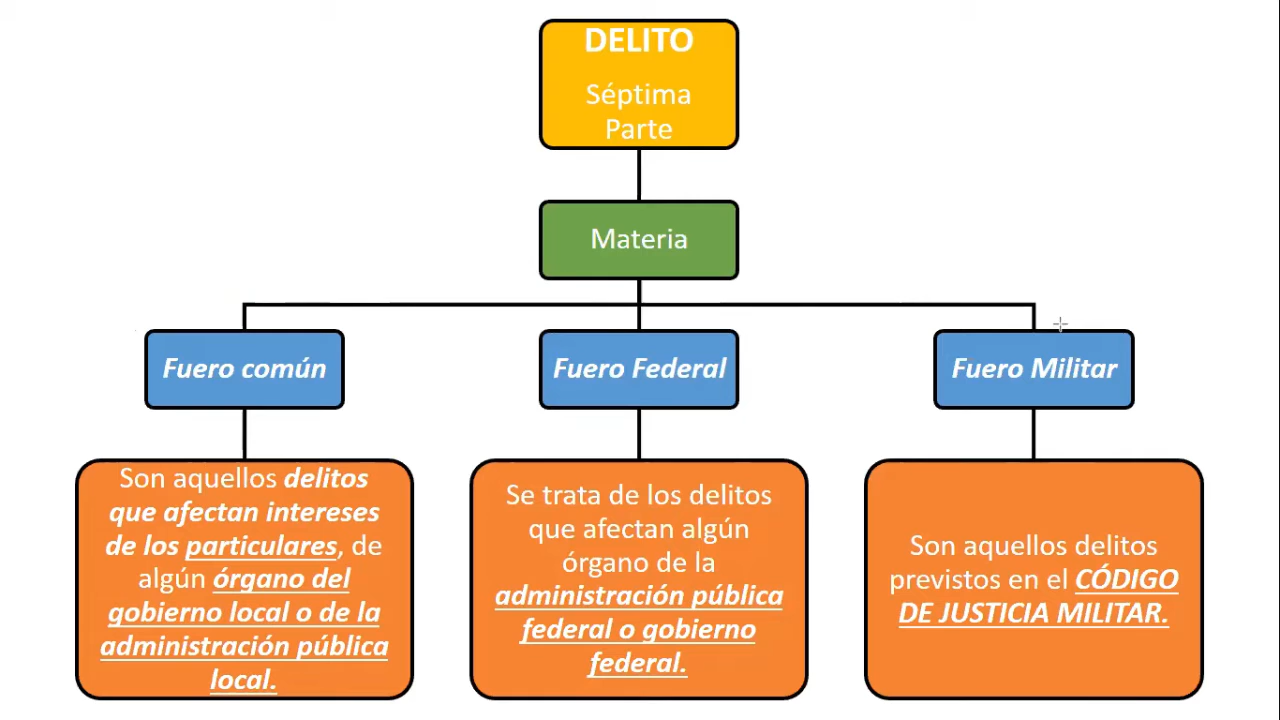 DELITO
Séptima
Parte
Materia
Fuero común
Fuero Federal
Fuero Militar
Son aquellos delitos
que afectan intereses
de los particulares, de
algún órgano del
gobierno local o de la
administración pública
local.
Se trata de los delitos
que afectan algún
órgano de la
administración pública
federal o gobierno
federal.
Son aquellos delitos
previstos en el CÓDIGO
DE JUSTICIA MILITAR.